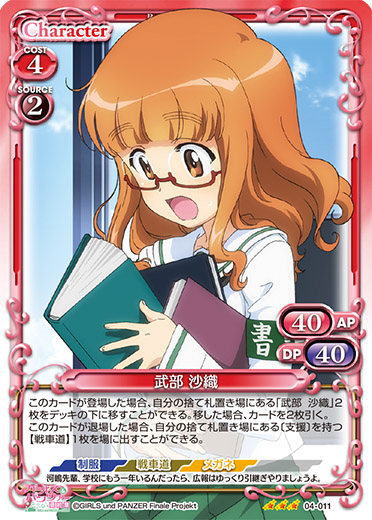 Character
COST
4
SOURCE
2
書
40 AP
DP 40
武部 沙織
このカードが登場した場合、自分の捨て札置き場にある「武部　沙織」2
枚をデッキの下に移すことができる。移した場合、カードを2枚引く。
このカードが退場した場合、自分の捨て札置き場にある〔支援〕を持つ
【戦車道】1枚を場に出すことができる。
制服 戦車道 メガネ
河嶋先輩、学校にもう一年いるんだったら、広報はゆっくり引継ぎやりましょうよ。
©GIRLS und PANZER Finale Projekt
04-011